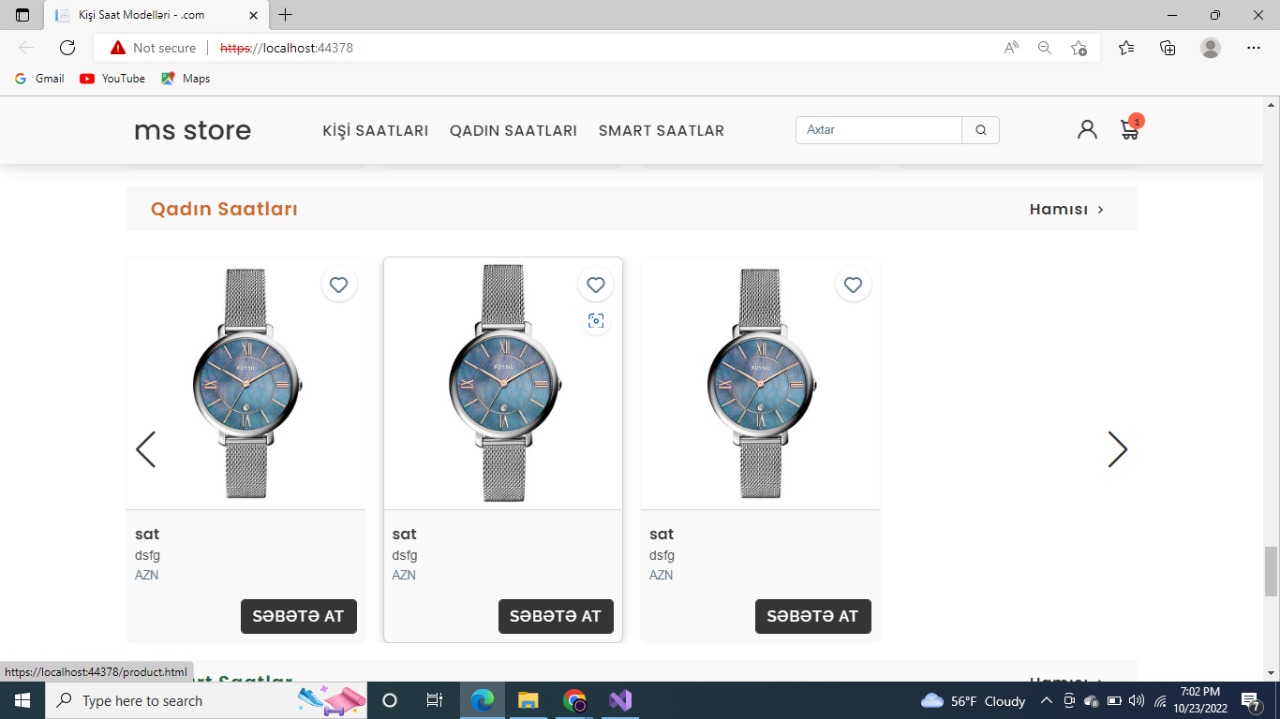 Kişi Saat Modelləri - .com
Not secure https://localhost:44378
Gmail YouTube Maps
ms store KİŞİ SAATLARI QADIN SAATLARI SMART SAATLAR Axtar 1
Qadın Saatları Hamısı >
FOSSIL FOSSIL FOSSIL
sat sat sat
dsfg dsfg dsfg
AZN AZN AZN
SƏBƏTƏ AT SƏBƏTƏ AT SƏBƏTƏ AT
https://localhost:44378/product.html
Saatlar Hamısı
Type here to search 56°F Cloudy 7:02 PM
10/23/2022 7